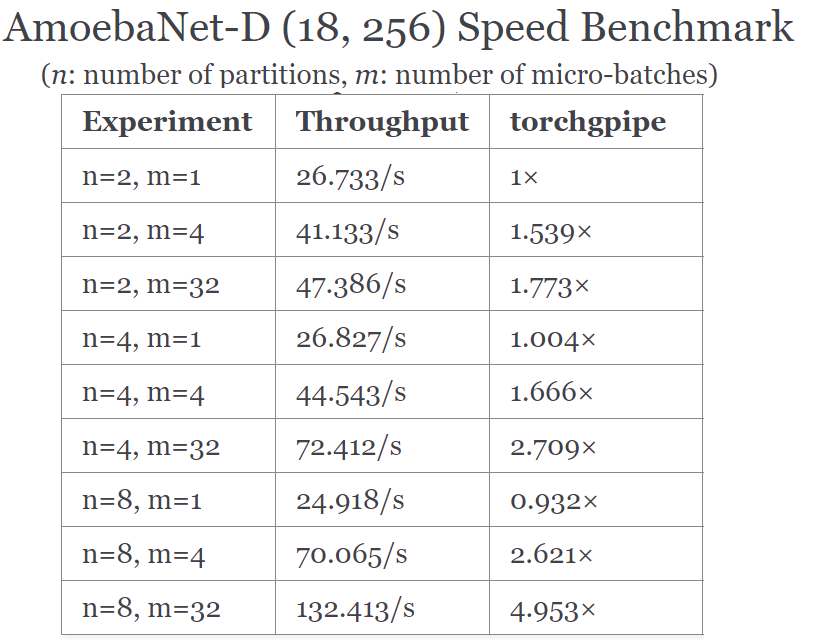 AmoebaNet-D (18, 256) Speed Benchmark
(n: number of partitions, m: number of micro-batches)
Experiment Throughput torchgpipe
n=2, m=1 26.733/s 1×
n=2, m=4 41.133/s 1.539×
n=2, m=32 47.386/s 1.773×
n=4, m=1 26.827/s 1.004×
n=4, m=4 44.543/s 1.666×
n=4, m=32 72.412/s 2.709×
n=8, m=1 24.918/s 0.932×
n=8, m=4 70.065/s 2.621×
n=8, m=32 132.413/s 4.953×